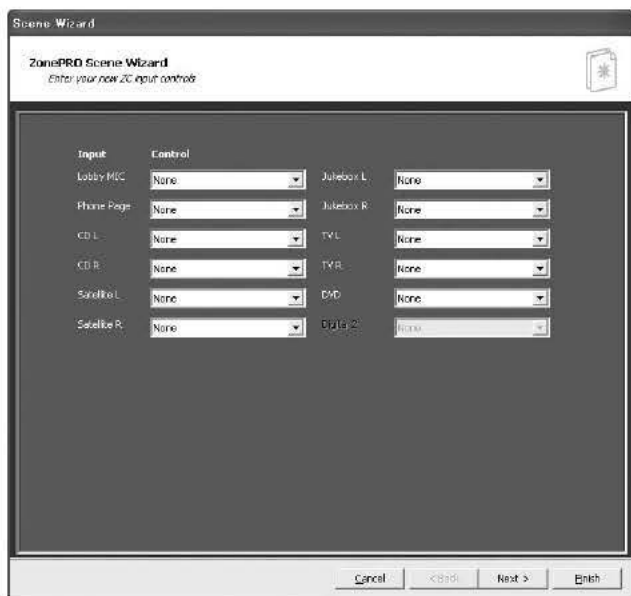 Scene Wizard
ZonePRO Scene Wizard
Enter your new ZC input controls
Input Control
Lobby MIC None Jukebox L None
Phone Page None Jukebox R None
CD L None TV L None
CD R None TV R None
Satellite L None DVD None
Satellite R None Digital 2 None
Cancel < Back Next > Finish